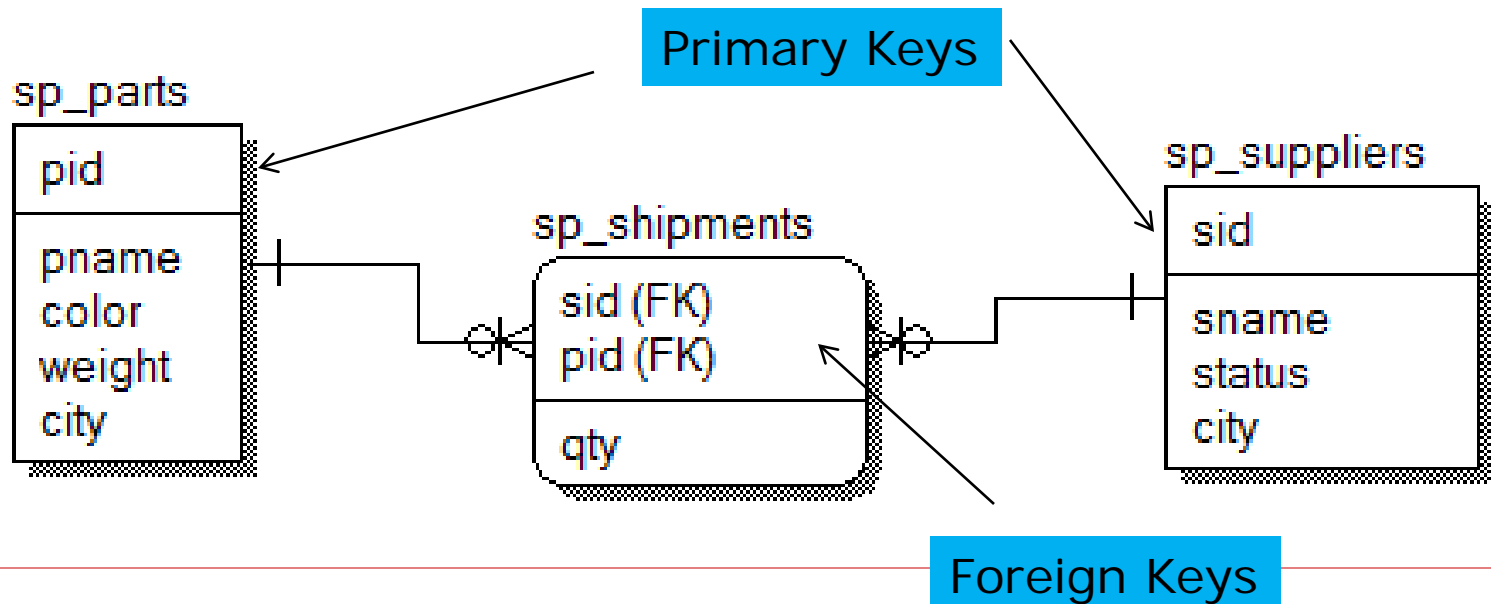 Primary Keys
sp_parts
pid
pname
color
weight
city
sp_shipments
sid (FK)
pid (FK)
qty
sp_suppliers
sid
sname
status
city
Foreign Keys